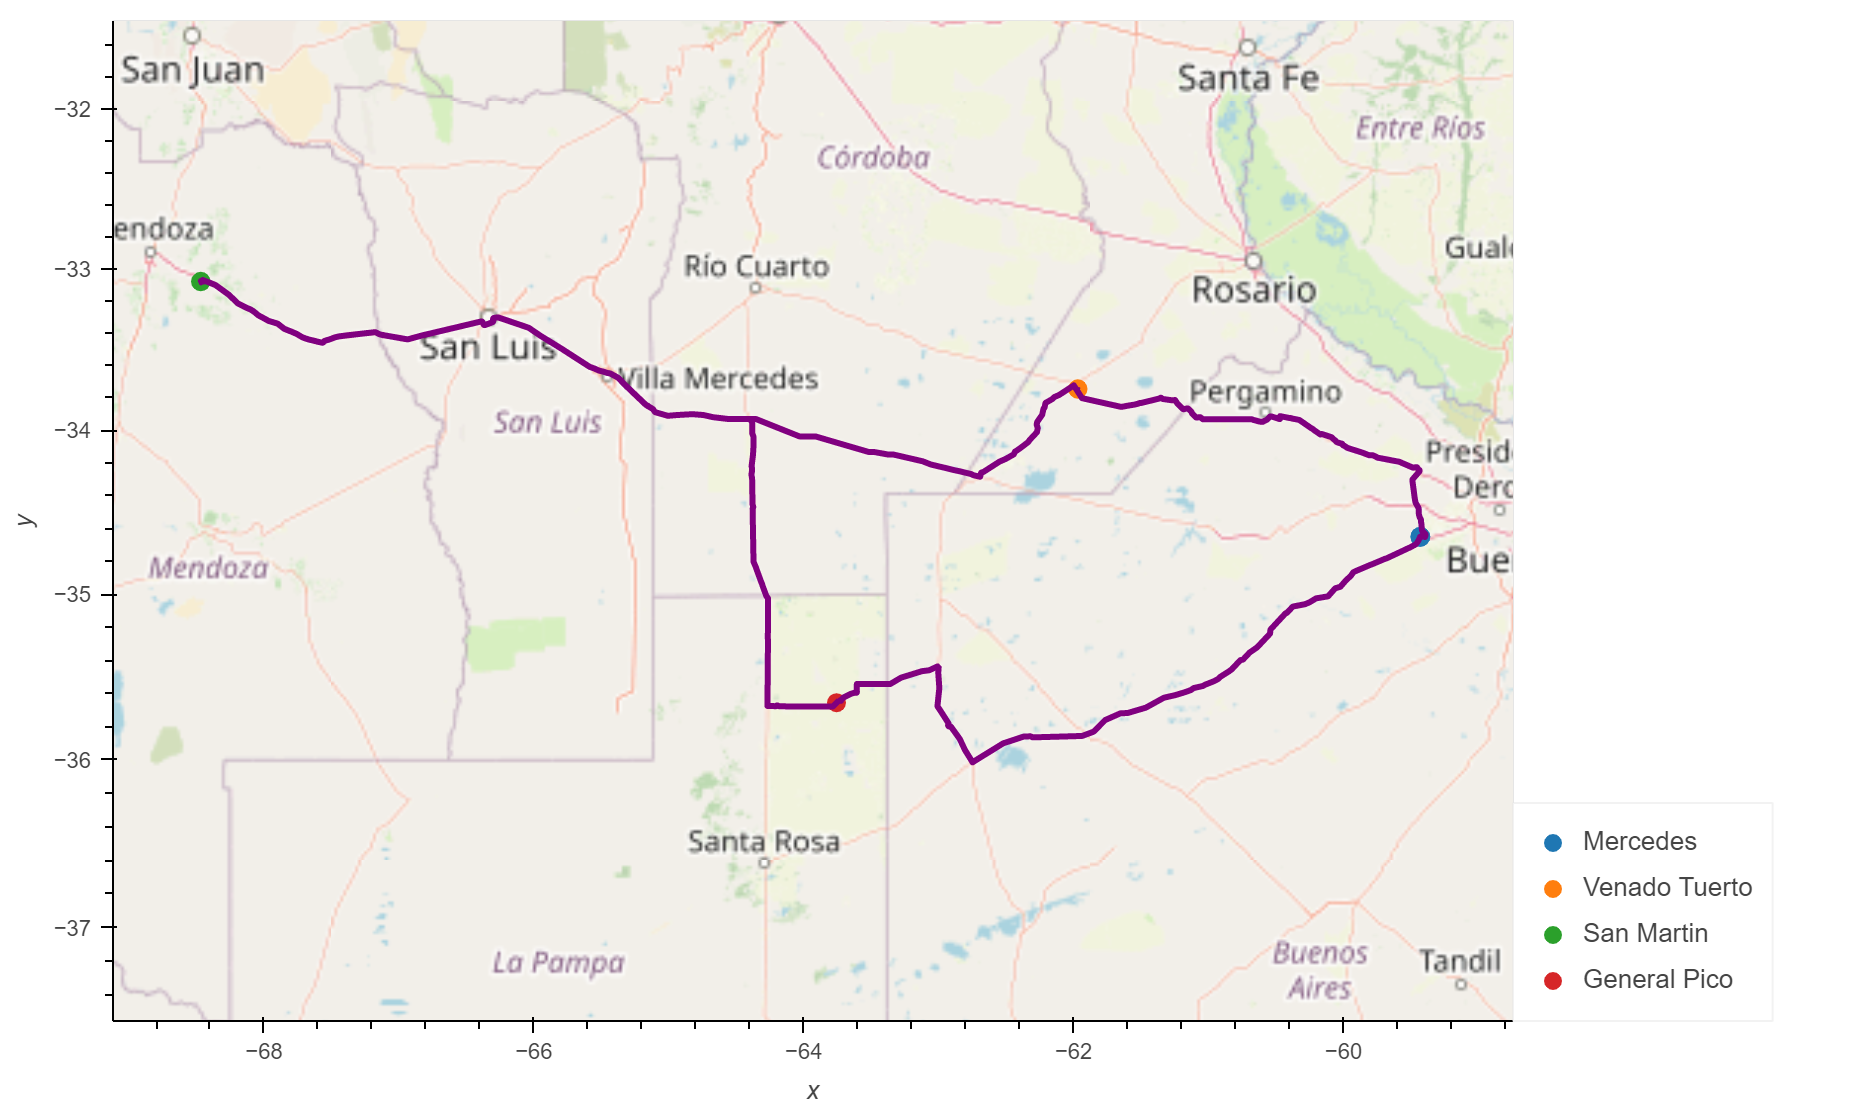 San Juan
Santa Fe
Entre Ríos
Córdoba
endoza
Río Cuarto
Gual
Rosario
San Luis
Villa Mercedes
Pergamino
San Luis
Presid
Derq
Mendoza
Bue
Santa Rosa
La Pampa
Buenos
Aires
Tandil
−32
−33
−34
−35
−36
−37
y
−68
−66
−64
−62
−60
x
Mercedes
Venado Tuerto
San Martin
General Pico